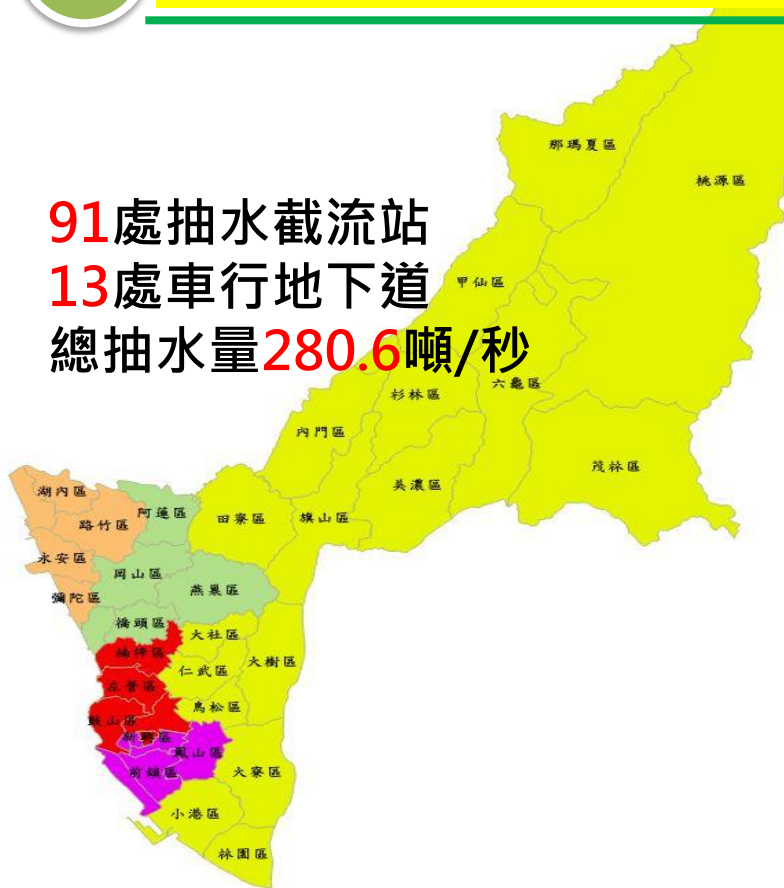 91處抽水截流站
13處車行地下道
總抽水量280.6噸/秒
那瑪夏區
桃源區
甲仙區
六龜區
杉林區
內門區
茂林區
美濃區
旗山區
田寮區
湖內區
阿蓮區
路竹區
永安區
岡山區
彌陀區
燕巢區
橋頭區
大社區
楠梓區
大樹區
仁武區
左營區
鳥松區
鼓山區
新興區
鳳山區
前鎮區
大寮區
小港區
林園區